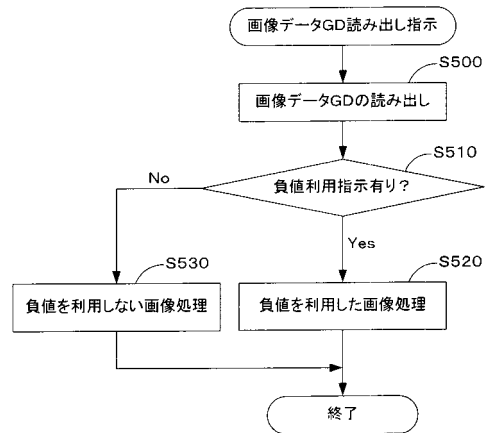 画像データGD読み出し指示
S500
画像データGDの読み出し
S510
負値利用指示有り？
No
Yes
S530
S520
負値を利用しない画像処理
負値を利用した画像処理
終了